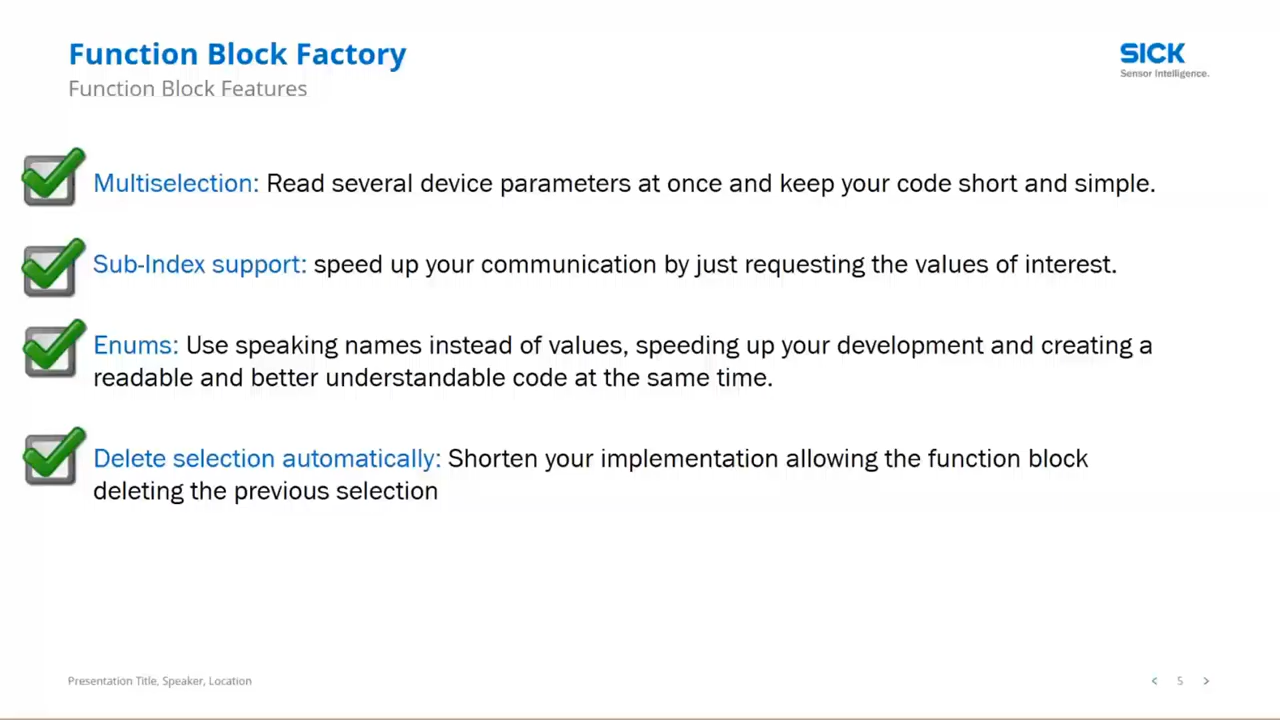 Function Block Factory
Function Block Features
SICK
Sensor Intelligence.
Multiselection: Read several device parameters at once and keep your code short and simple.
Sub-Index support: speed up your communication by just requesting the values of interest.
Enums: Use speaking names instead of values, speeding up your development and creating a
readable and better understandable code at the same time.
Delete selection automatically: Shorten your implementation allowing the function block
deleting the previous selection
Presentation Title, Speaker, Location
< 5 >